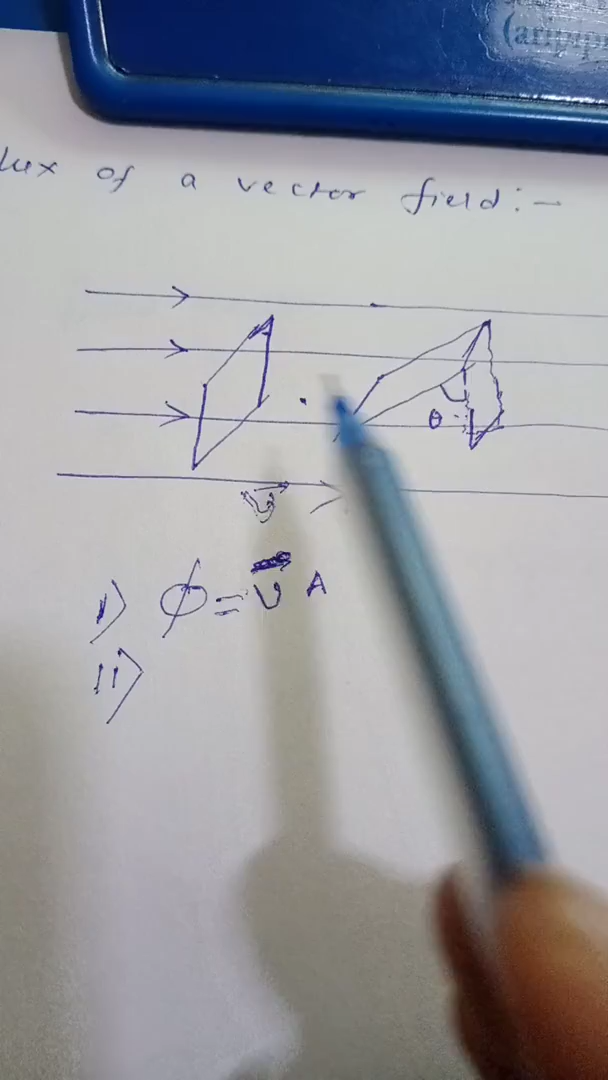 lux of a vector field:-
θ
v
I) ϕ = v A
II)